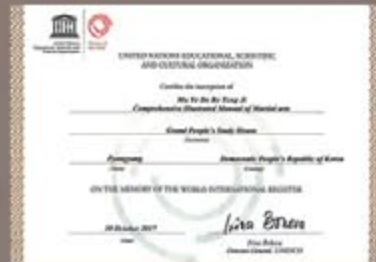 UNITED NATIONS EDUCATIONAL, SCIENTIFIC
AND CULTURAL ORGANIZATION
Certifies the inscription of
Mu Ye Do Bo Tong Ji
Comprehensive Illustrated Manual of Martial arts
Grand People's Study House
Pyongyang
Democratic People's Republic of Korea
Country
ON THE MEMORY OF THE WORLD INTERNATIONAL REGISTER
30 October 2017
Date
Irina Bokova
Director-General, UNESCO